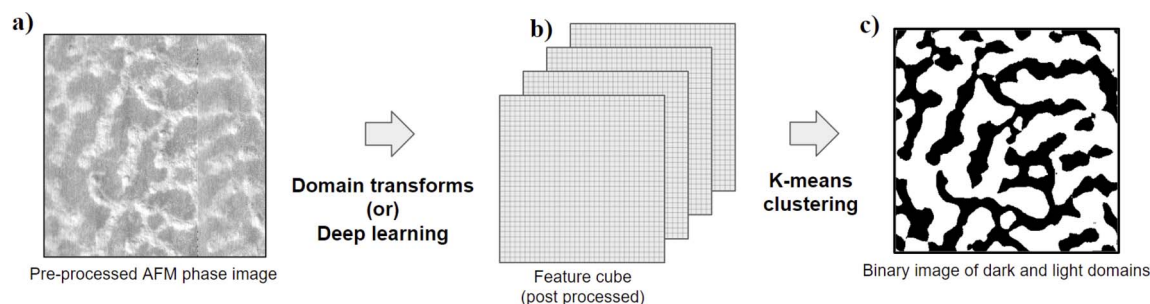 a)
Pre-processed AFM phase image
Domain transforms
(or)
Deep learning
b)
Feature cube
(post processed)
K-means
clustering
c)
Binary image of dark and light domains